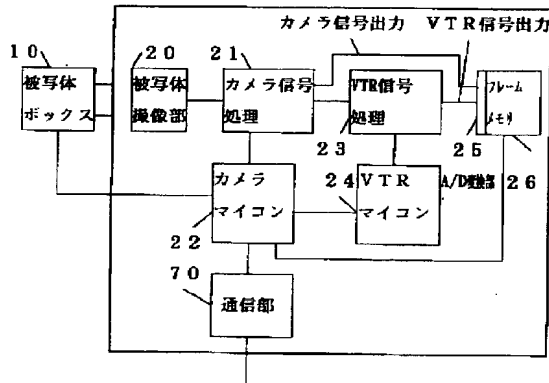 カメラ信号出力 VTR信号出力
10
20
21
被写体
ボックス
被写体
撮像部
カメラ信号
処理
VTR信号
処理
フレーム
メモリ
23
25
カメラ
マイコン
24
VTR
マイコン
A/D変換部
26
22
70
通信部